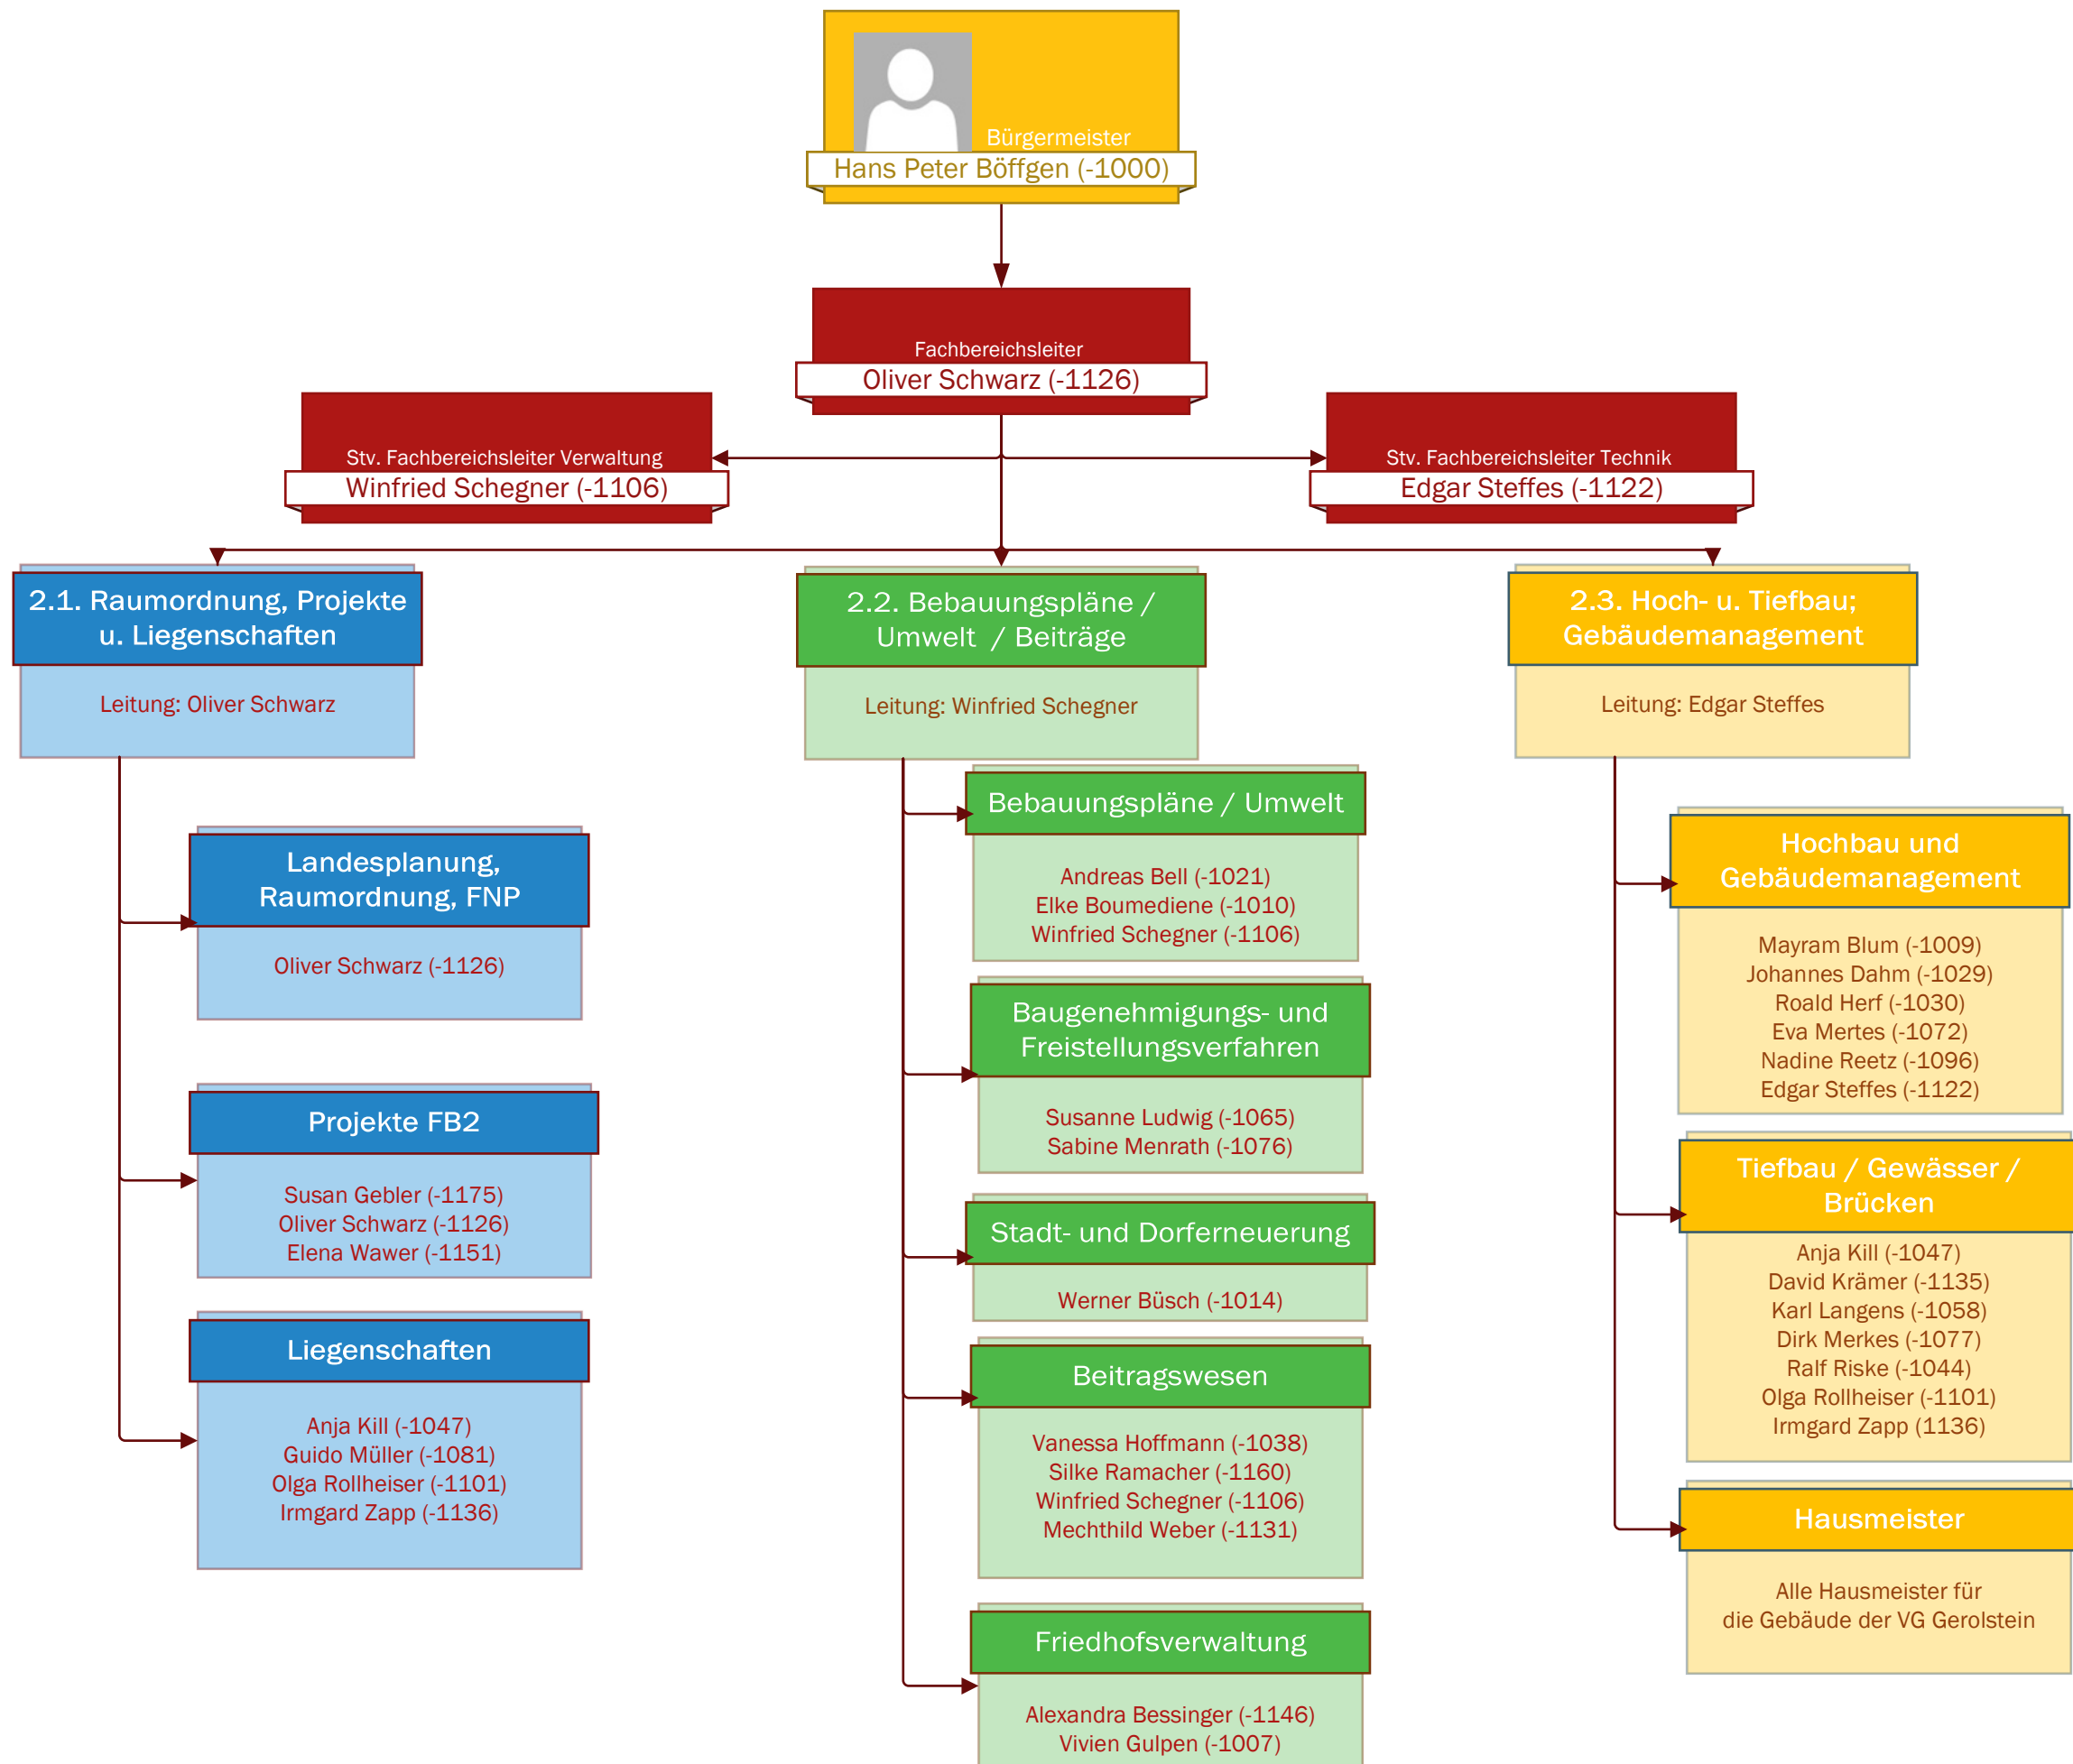 Bürgermeister
Hans Peter Böffgen (-1000)
Fachbereichsleiter
Oliver Schwarz (-1126)
Stv. Fachbereichsleiter Verwaltung
Winfried Schegner (-1106)
Stv. Fachbereichsleiter Technik
Edgar Steffes (-1122)
2.1. Raumordnung, Projekte
u. Liegenschaften
Leitung: Oliver Schwarz
Landesplanung,
Raumordnung, FNP
Oliver Schwarz (-1126)
Projekte FB2
Susan Gebler (-1175)
Oliver Schwarz (-1126)
Elena Wawer (-1151)
Liegenschaften
Anja Kill (-1047)
Guido Müller (-1081)
Olga Rollheiser (-1101)
Irmgard Zapp (-1136)
2.2. Bebauungspläne /
Umwelt / Beiträge
Leitung: Winfried Schegner
Bebauungspläne / Umwelt
Andreas Bell (-1021)
Elke Boumediene (-1010)
Winfried Schegner (-1106)
Baugenehmigungs- und
Freistellungsverfahren
Susanne Ludwig (-1065)
Sabine Menrath (-1076)
Stadt- und Dorferneuerung
Werner Büsch (-1014)
Beitragswesen
Vanessa Hoffmann (-1038)
Silke Ramacher (-1160)
Winfried Schegner (-1106)
Mechthild Weber (-1131)
Friedhofsverwaltung
Alexandra Bessinger (-1146)
Vivien Gulpen (-1007)
2.3. Hoch- u. Tiefbau;
Gebäudemanagement
Leitung: Edgar Steffes
Hochbau und
Gebäudemanagement
Mayram Blum (-1009)
Johannes Dahm (-1029)
Roald Herf (-1030)
Eva Mertes (-1072)
Nadine Reetz (-1096)
Edgar Steffes (-1122)
Tiefbau / Gewässer /
Brücken
Anja Kill (-1047)
David Krämer (-1135)
Karl Langens (-1058)
Dirk Merkes (-1077)
Ralf Riske (-1044)
Olga Rollheiser (-1101)
Irmgard Zapp (1136)
Hausmeister
Alle Hausmeister für
die Gebäude der VG Gerolstein